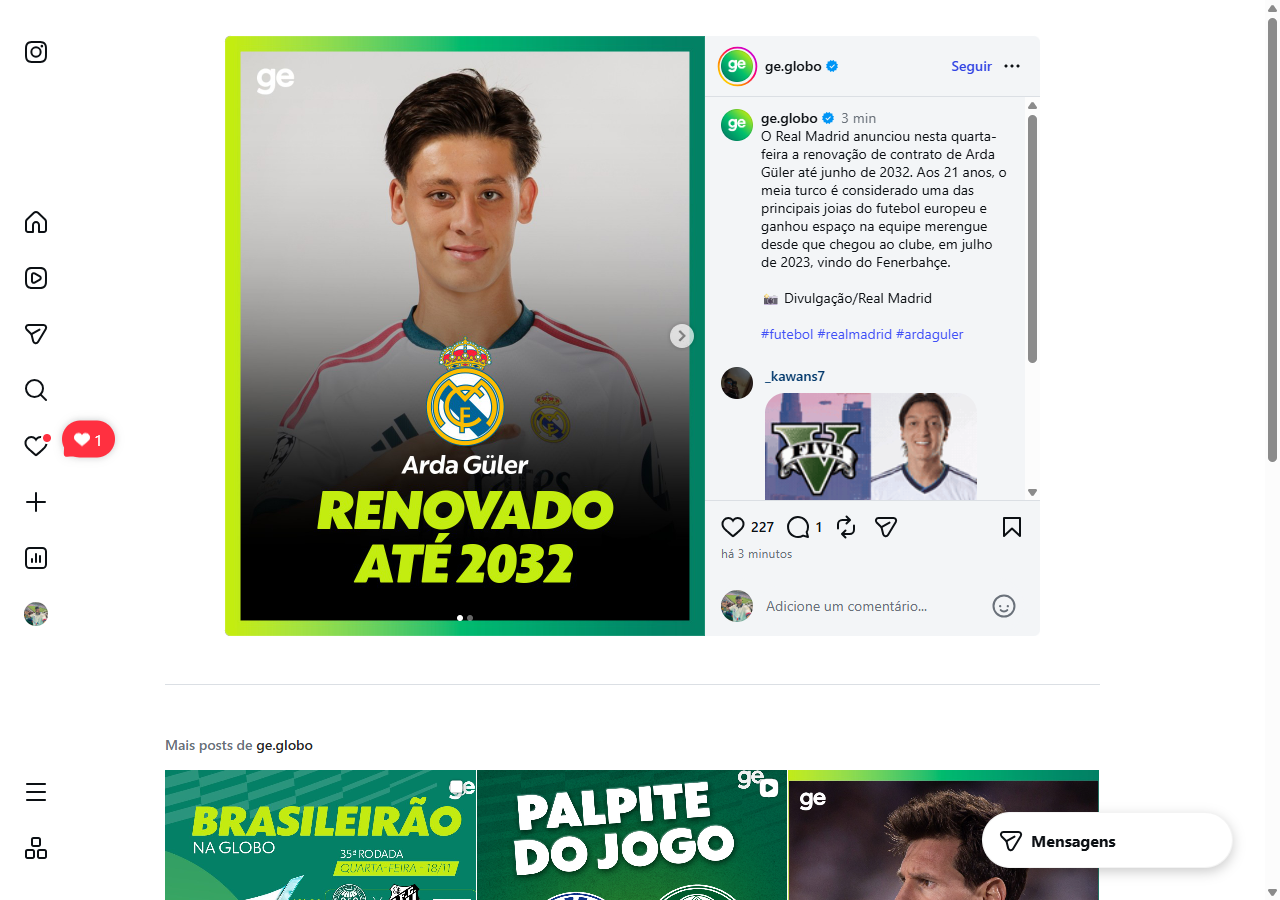 ge
Arda Güler
RENOVADO
ATÉ 2032
ge
ge.globo
Seguir
ge
ge.globo 3 min
O Real Madrid anunciou nesta quarta-
feira a renovação de contrato de Arda
Güler até junho de 2032. Aos 21 anos, o
meia turco é considerado uma das
principais joias do futebol europeu e
ganhou espaço na equipe merengue
desde que chegou ao clube, em julho
de 2023, vindo do Fenerbahçe.
Divulgação/Real Madrid
#futebol #realmadrid #ardaguler
_kawans7
V
FIVE
227
1
há 3 minutos
Adicione um comentário...
1
Mais posts de ge.globo
ge
BRASILEIRÃO
NA GLOBO
35ª RODADA
QUARTA-FEIRA - 18/11
ge
PALPITE
DO JOGO
ge
Mensagens